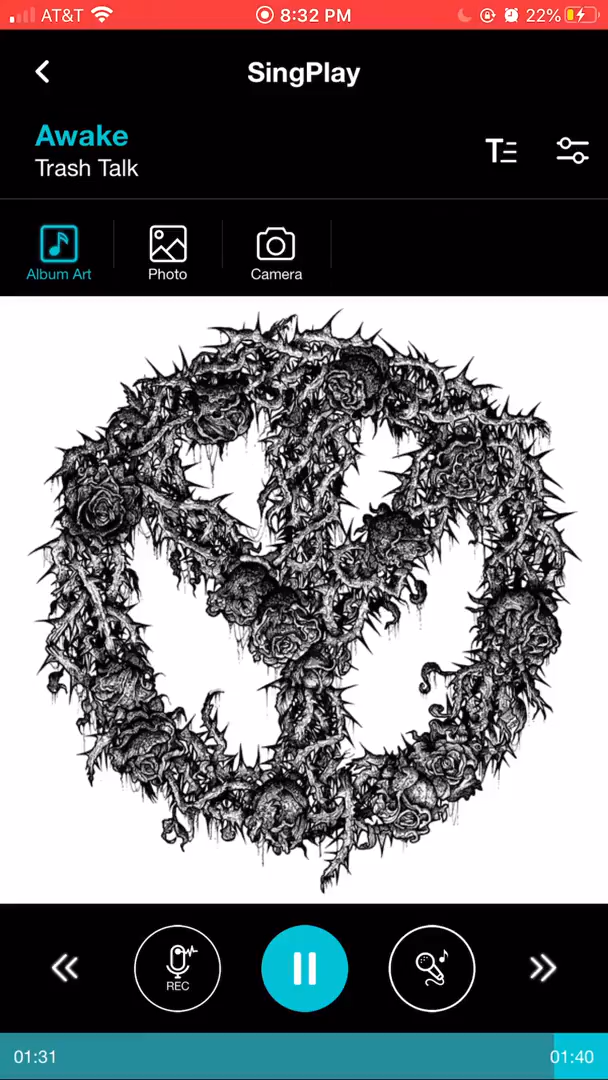 AT&T 8:32 PM 22%
SingPlay
Awake
Trash Talk
Album Art Photo Camera
REC
01:31 01:40